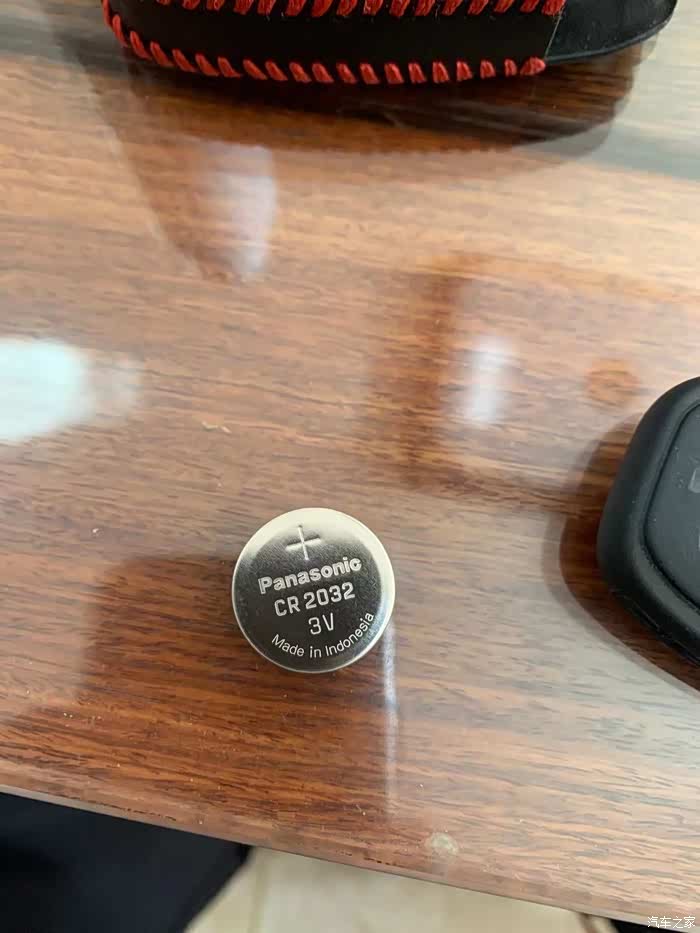 Panasonic
CR 2032
3V
Made in Indonesia
汽车之家